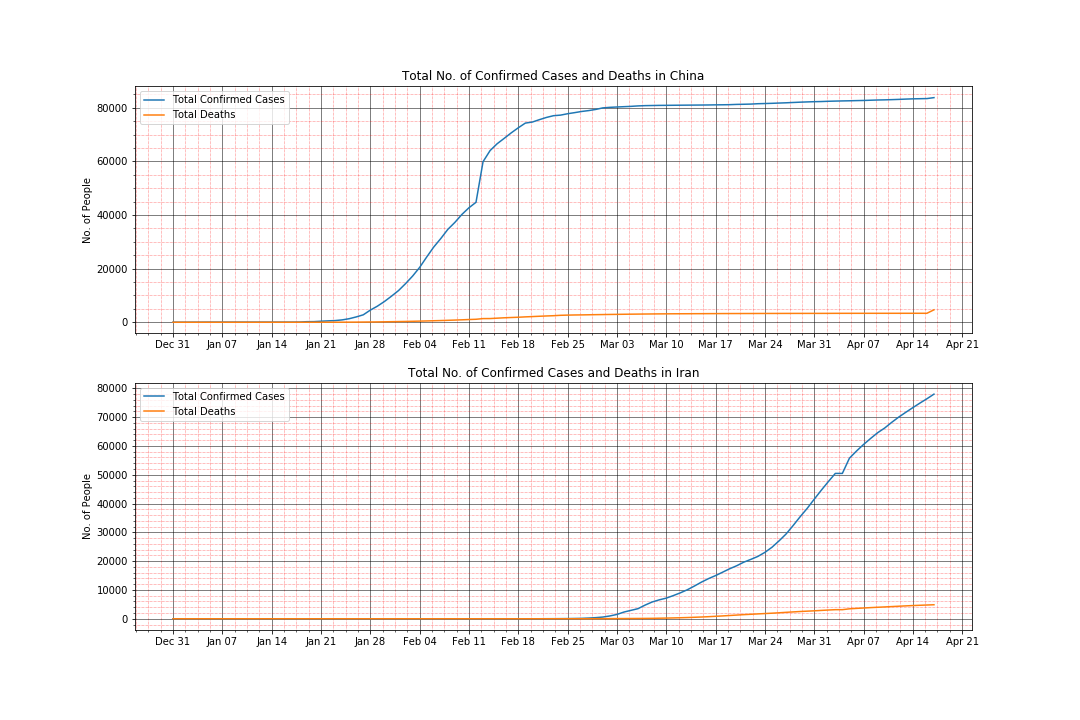 Total No. of Confirmed Cases and Deaths in China
Total Confirmed Cases
Total Deaths
No. of People
80000
60000
40000
20000
0
Dec 31 Jan 07 Jan 14 Jan 21 Jan 28 Feb 04 Feb 11 Feb 18 Feb 25 Mar 03 Mar 10 Mar 17 Mar 24 Mar 31 Apr 07 Apr 14 Apr 21
Total No. of Confirmed Cases and Deaths in Iran
Total Confirmed Cases
Total Deaths
No. of People
80000
70000
60000
50000
40000
30000
20000
10000
0
Dec 31 Jan 07 Jan 14 Jan 21 Jan 28 Feb 04 Feb 11 Feb 18 Feb 25 Mar 03 Mar 10 Mar 17 Mar 24 Mar 31 Apr 07 Apr 14 Apr 21